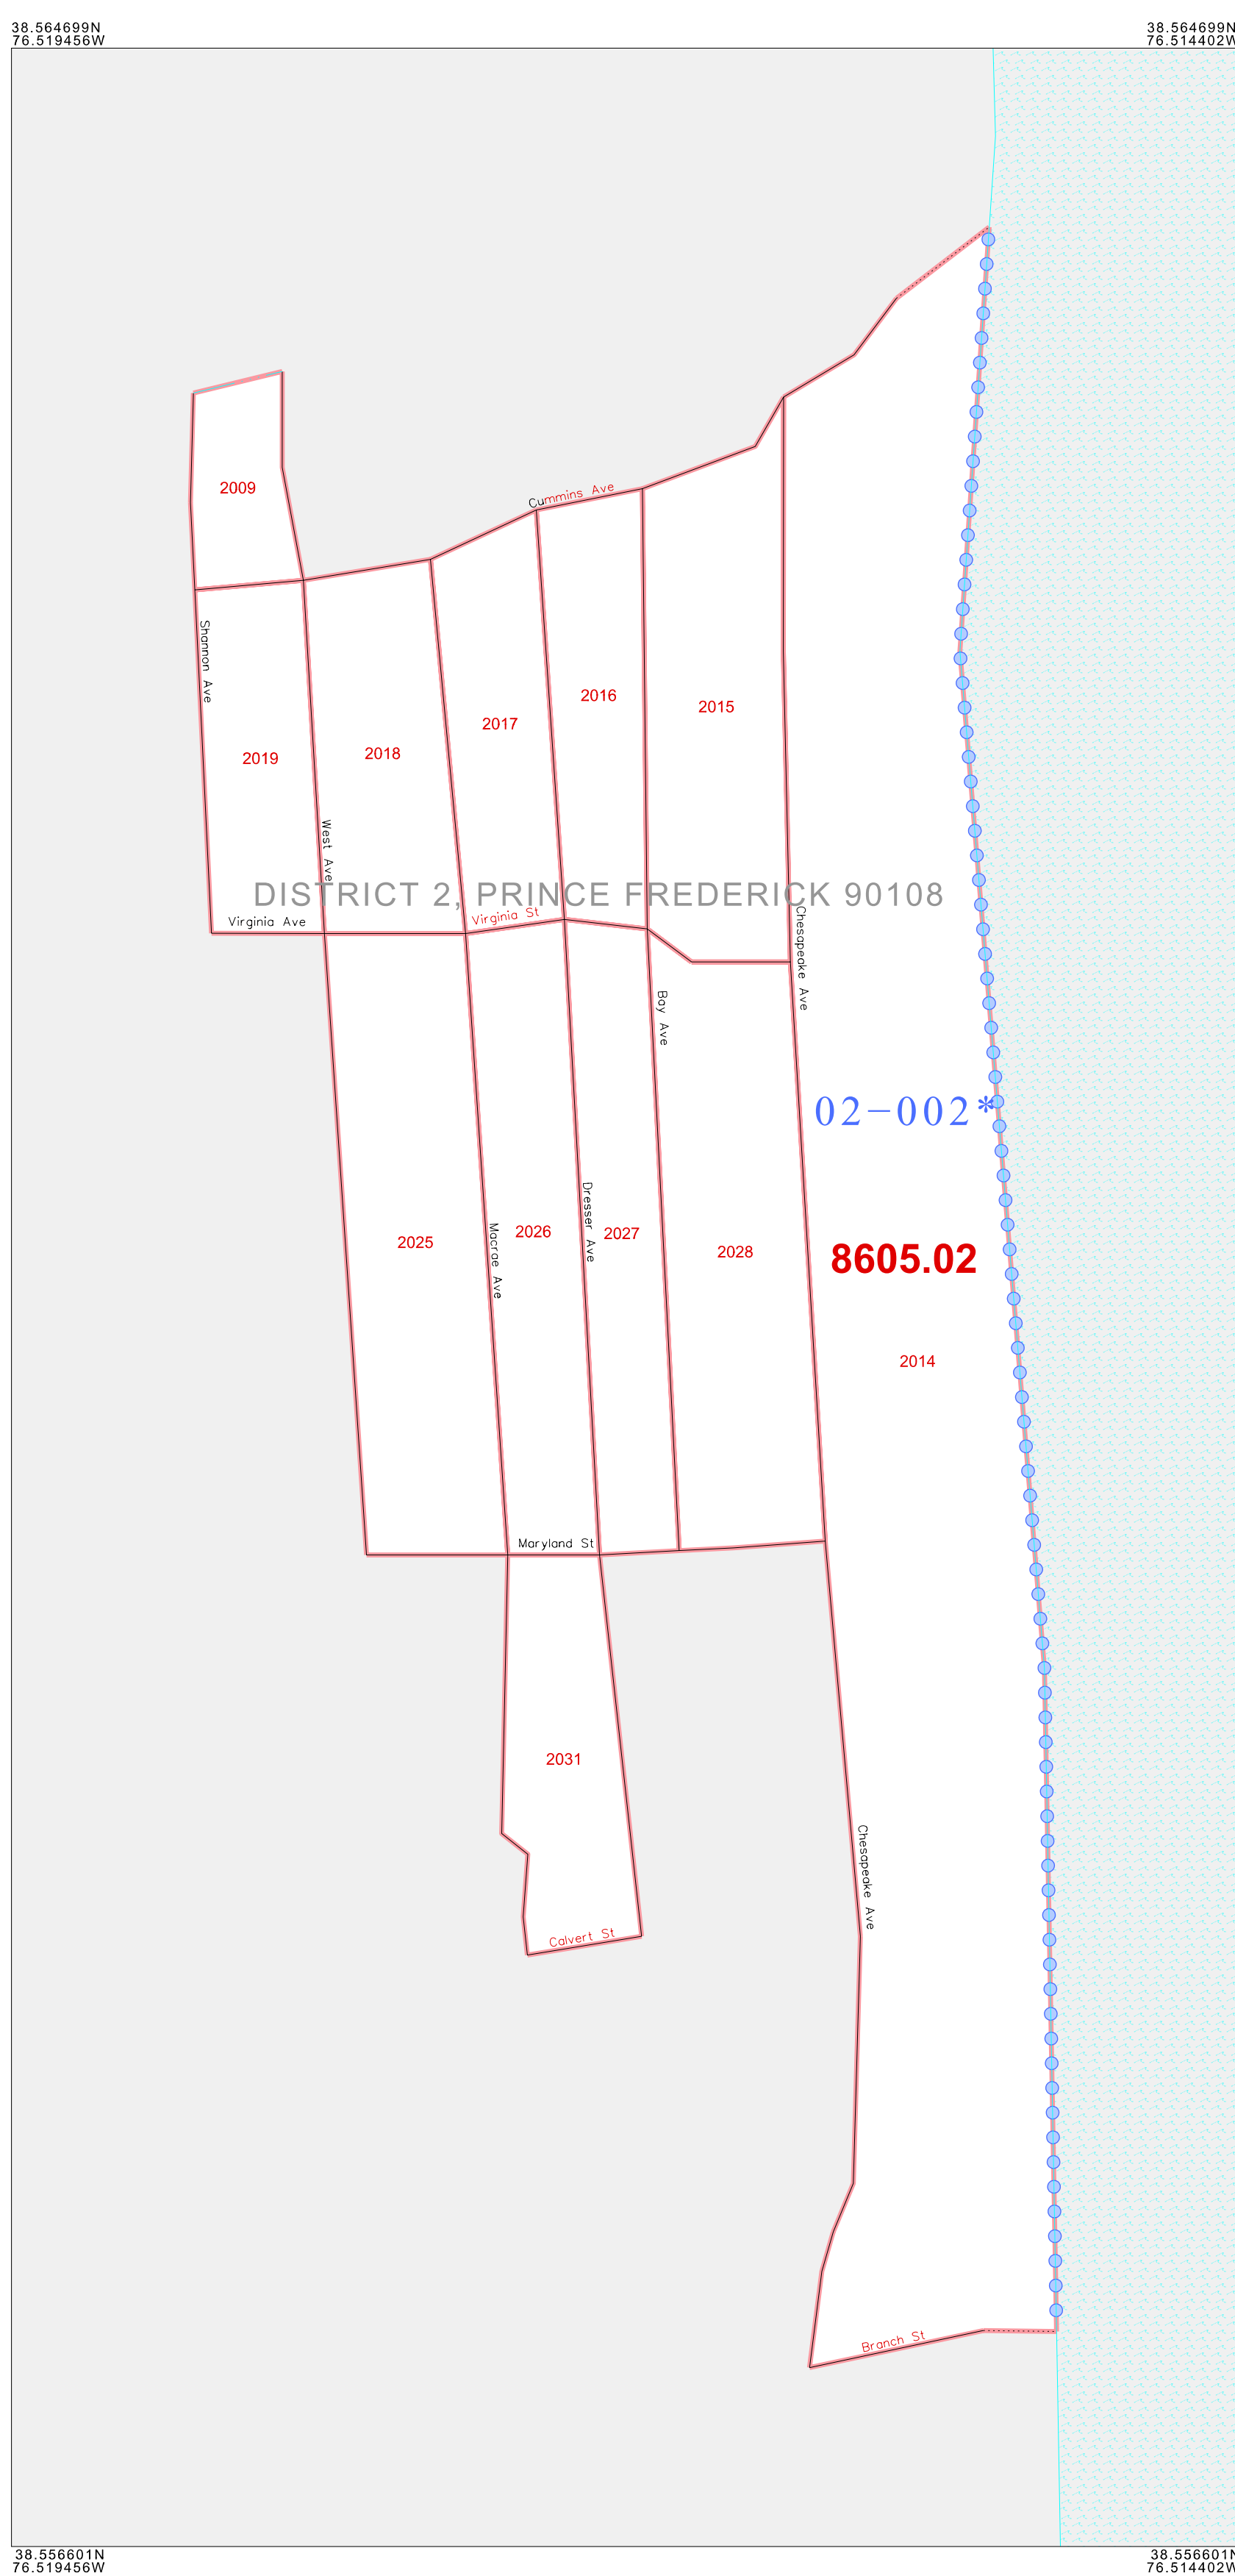 38.564699N
76.519456W
38.564699N
76.514402W
2009
Cummins Ave
Shannon Ave
2016
2015
2017
2018
2019
West Ave
DISTRICT 2, PRINCE FREDERICK 90108
Virginia Ave
Virginia St
Chesapeake Ave
Bay Ave
02-002*
Dresser Ave
Macrae Ave
2025
2026
2027
2028
8605.02
2014
Maryland St
2031
Chesapeake Ave
Calvert St
Branch St
38.556601N
76.519456W
38.556601N
76.514402W